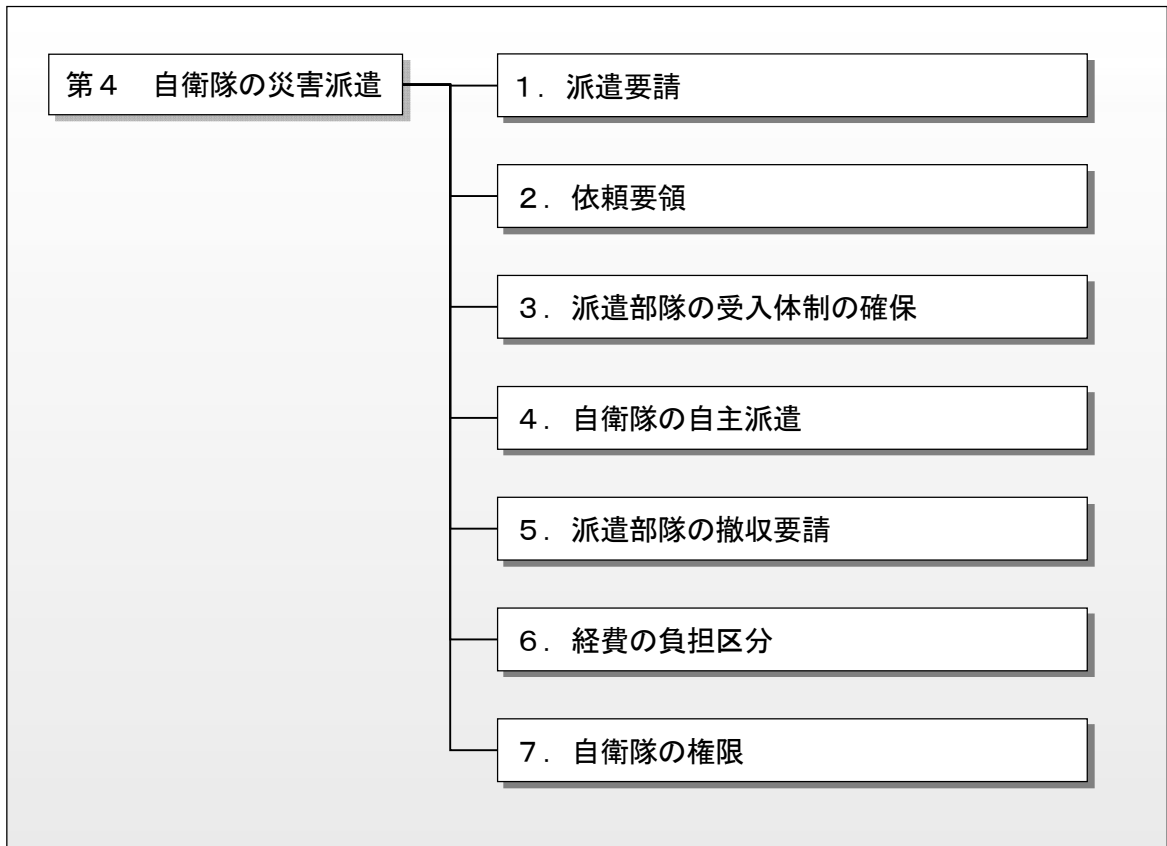 第４　自衛隊の災害派遣
１．派遣要請
２．依頼要領
３．派遣部隊の受入体制の確保
４．自衛隊の自主派遣
５．派遣部隊の撤収要請
６．経費の負担区分
７．自衛隊の権限